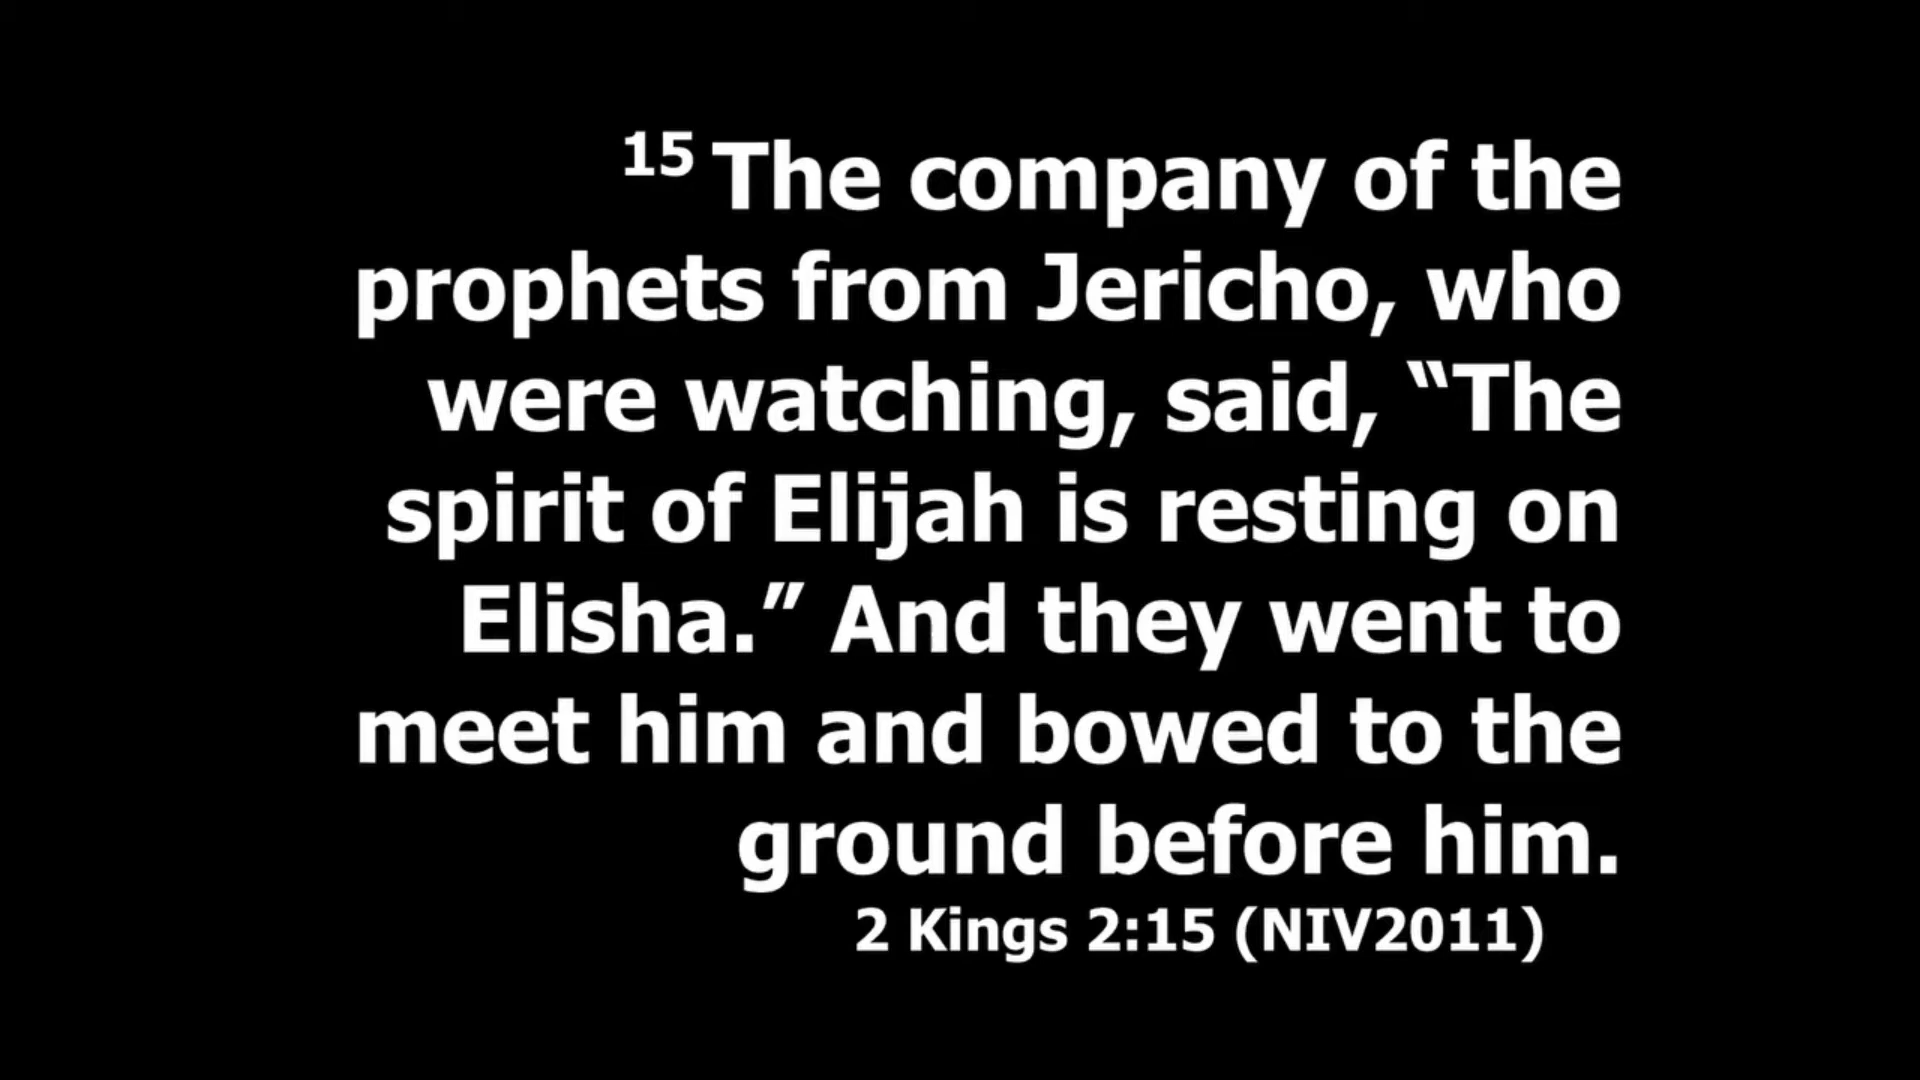 15 The company of the
prophets from Jericho, who
were watching, said, “The
spirit of Elijah is resting on
Elisha.” And they went to
meet him and bowed to the
ground before him.
2 Kings 2:15 (NIV2011)